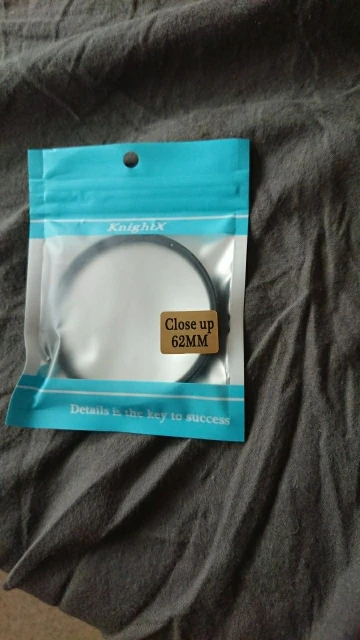 KnightX
Close up
62MM
Details is the key to success